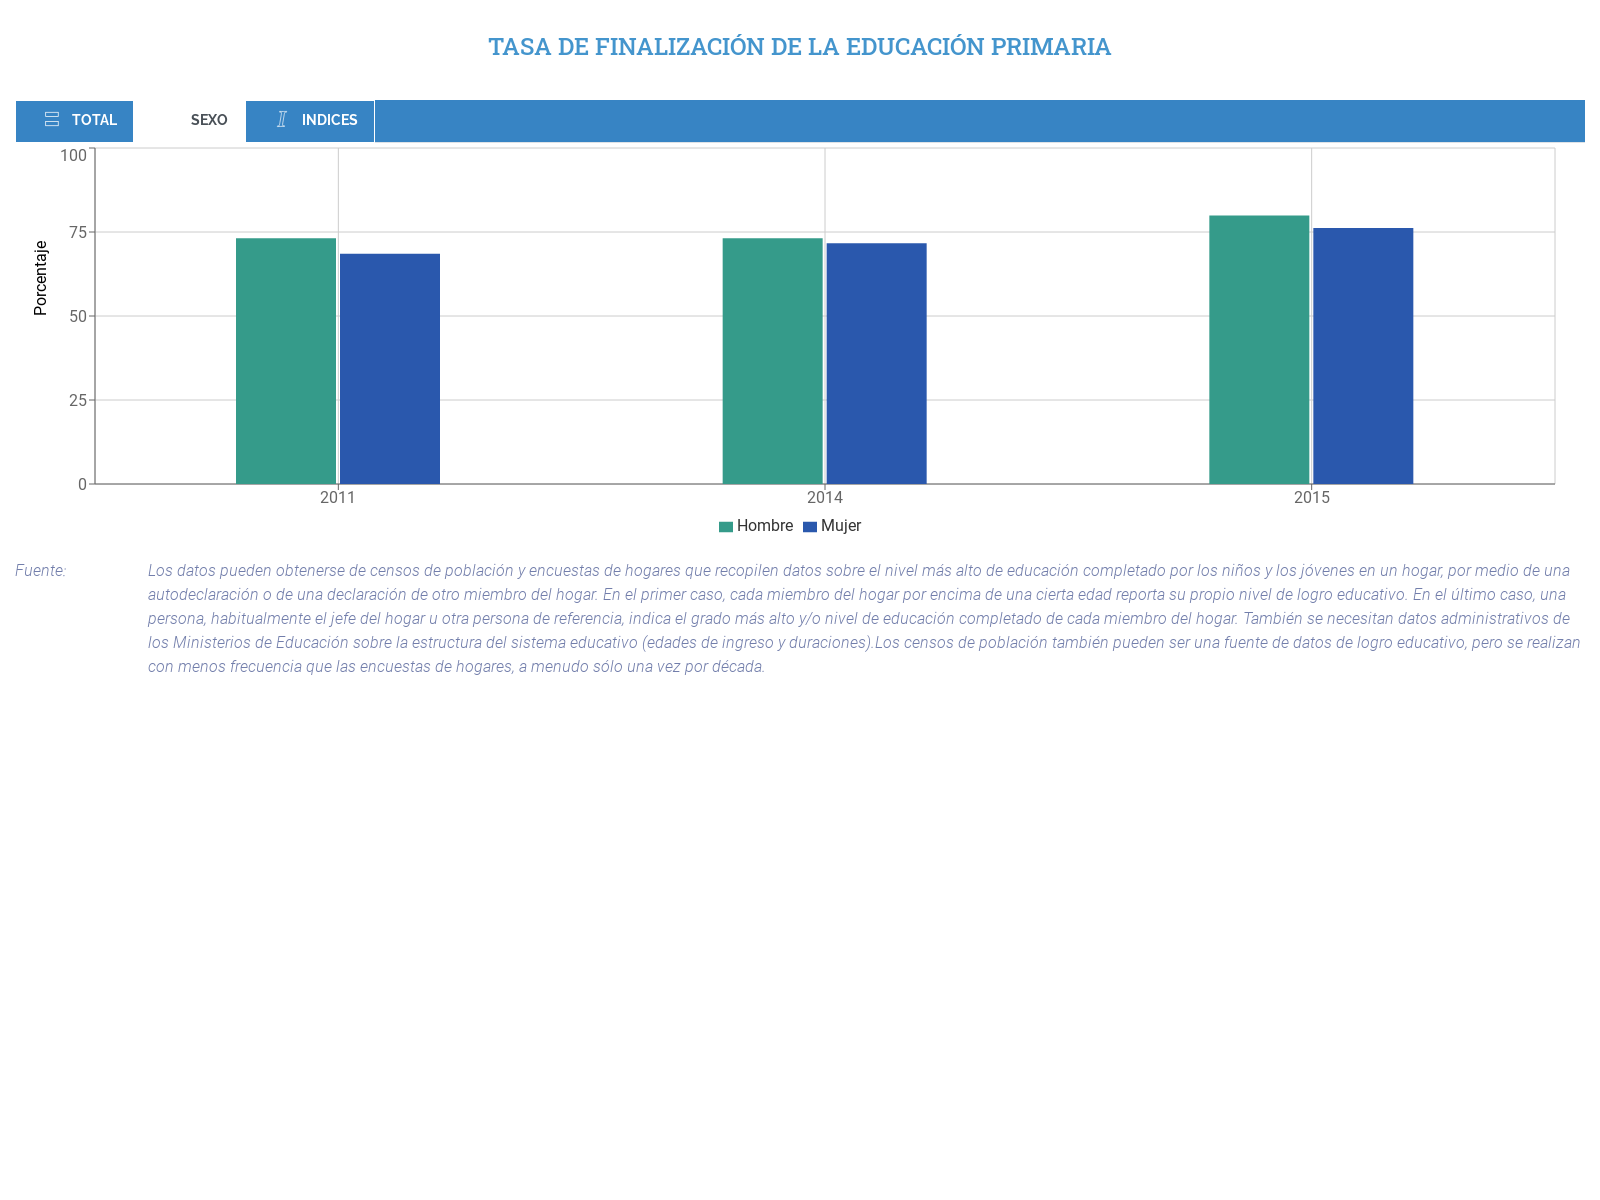 TASA DE FINALIZACIÓN DE LA EDUCACIÓN PRIMARIA
TOTAL SEXO INDICES
100
75
50
25
0
Porcentaje
2011 2014 2015
Hombre Mujer
Fuente: Los datos pueden obtenerse de censos de población y encuestas de hogares que recopilen datos sobre el nivel más alto de educación completado por los niños y los jóvenes en un hogar, por medio de una
autodeclaración o de una declaración de otro miembro del hogar. En el primer caso, cada miembro del hogar por encima de una cierta edad reporta su propio nivel de logro educativo. En el último caso, una
persona, habitualmente el jefe del hogar u otra persona de referencia, indica el grado más alto y/o nivel de educación completado de cada miembro del hogar. También se necesitan datos administrativos de
los Ministerios de Educación sobre la estructura del sistema educativo (edades de ingreso y duraciones).Los censos de población también pueden ser una fuente de datos de logro educativo, pero se realizan
con menos frecuencia que las encuestas de hogares, a menudo sólo una vez por década.